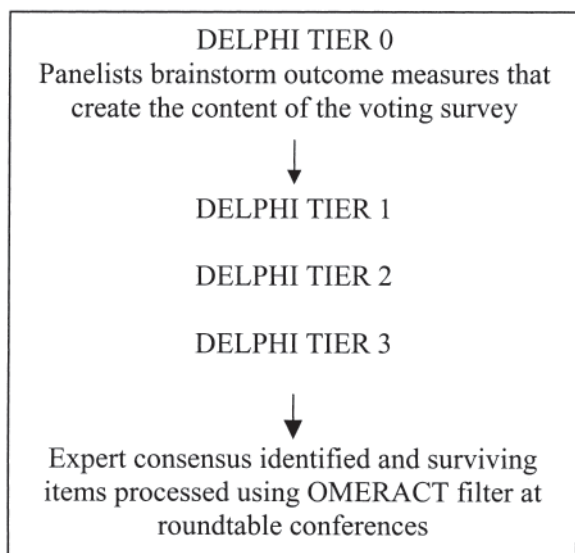 DELPHI TIER 0
Panelists brainstorm outcome measures that
create the content of the voting survey
DELPHI TIER 1
DELPHI TIER 2
DELPHI TIER 3
Expert consensus identified and surviving
items processed using OMERACT filter at
roundtable conferences